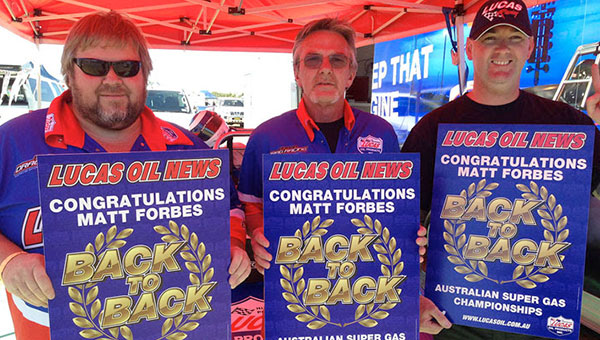 LUCAS
EP THAT
GINE
LUCAS OIL NEWS
CONGRATULATIONS
MATT FORBES
BACK
TO
BACK
LUCAS OIL NEWS
CONGRATULATIONS
MATT FORBES
BACK
TO
BACK
AUSTRALIAN SUPER GAS
LUCAS OIL NEWS
CONGRATULATIONS
MATT FORBES
BACK
TO
BACK
AUSTRALIAN SUPER GAS
CHAMPIONSHIPS
WWW.LUCASOIL.COM.AU
LUCAS